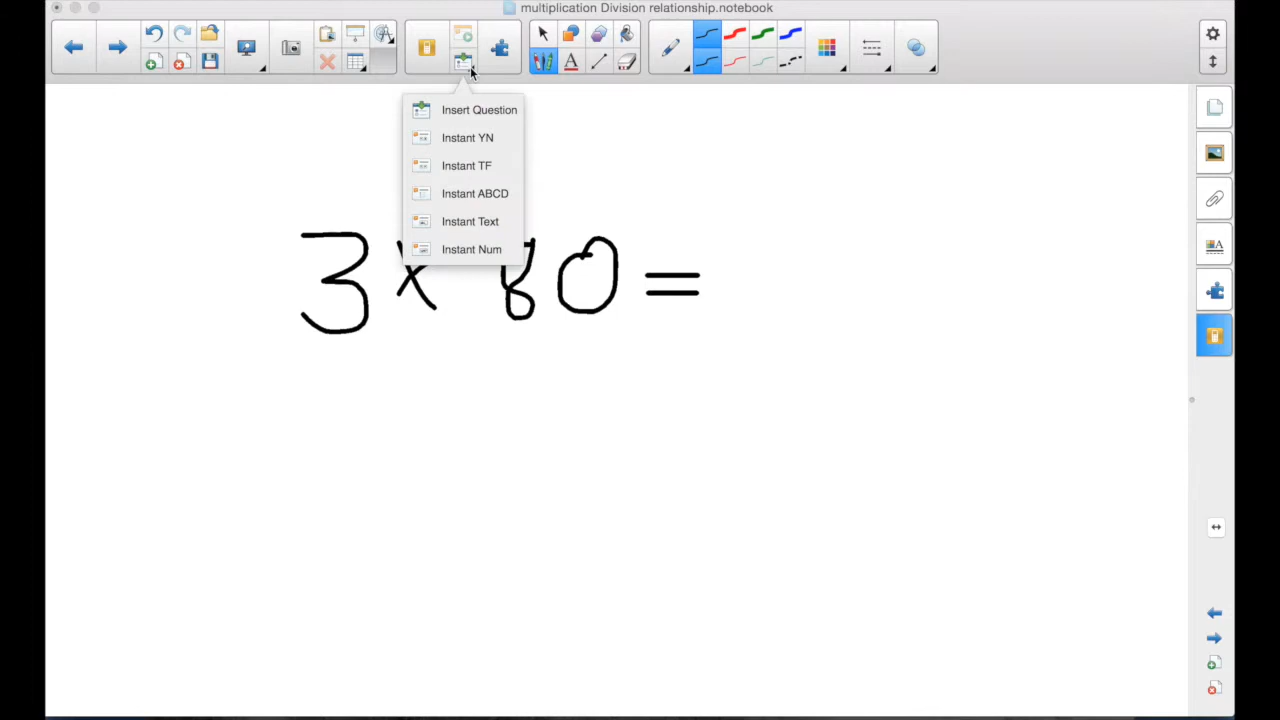 multiplication Division relationship.notebook
Insert Question
Instant YN
Instant TF
Instant ABCD
Instant Text
Instant Num
3 x 80 =